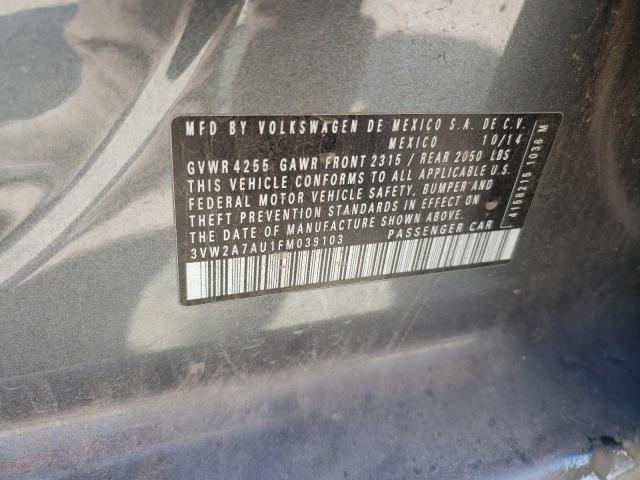 MFD BY VOLKSWAGEN DE MEXICO S.A. DE C.V.
MEXICO 10/14
GVWR 4255 GAWR FRONT 2315 / REAR 2050 LBS
THIS VEHICLE CONFORMS TO ALL APPLICABLE U.S.
FEDERAL MOTOR VEHICLE SAFETY, BUMPER AND
THEFT PREVENTION STANDARDS IN EFFECT ON
THE DATE OF MANUFACTURE SHOWN ABOVE.
3VW2A7AU1FM039103 PASSENGER CAR
4158215 1036 M